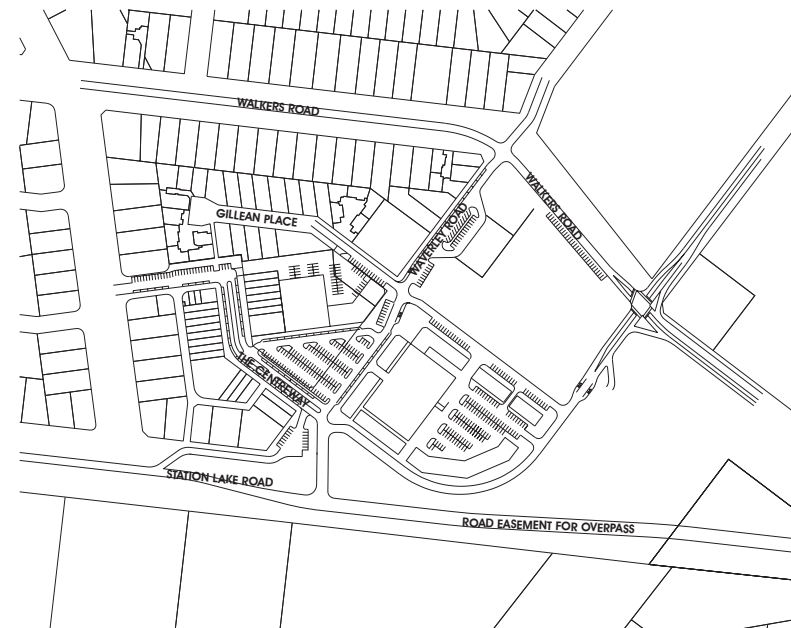 WALKERS ROAD
WALKERS ROAD
GILLEAN PLACE
WAVERLEY ROAD
THE CENTREWAY
STATION LAKE ROAD
ROAD EASEMENT FOR OVERPASS